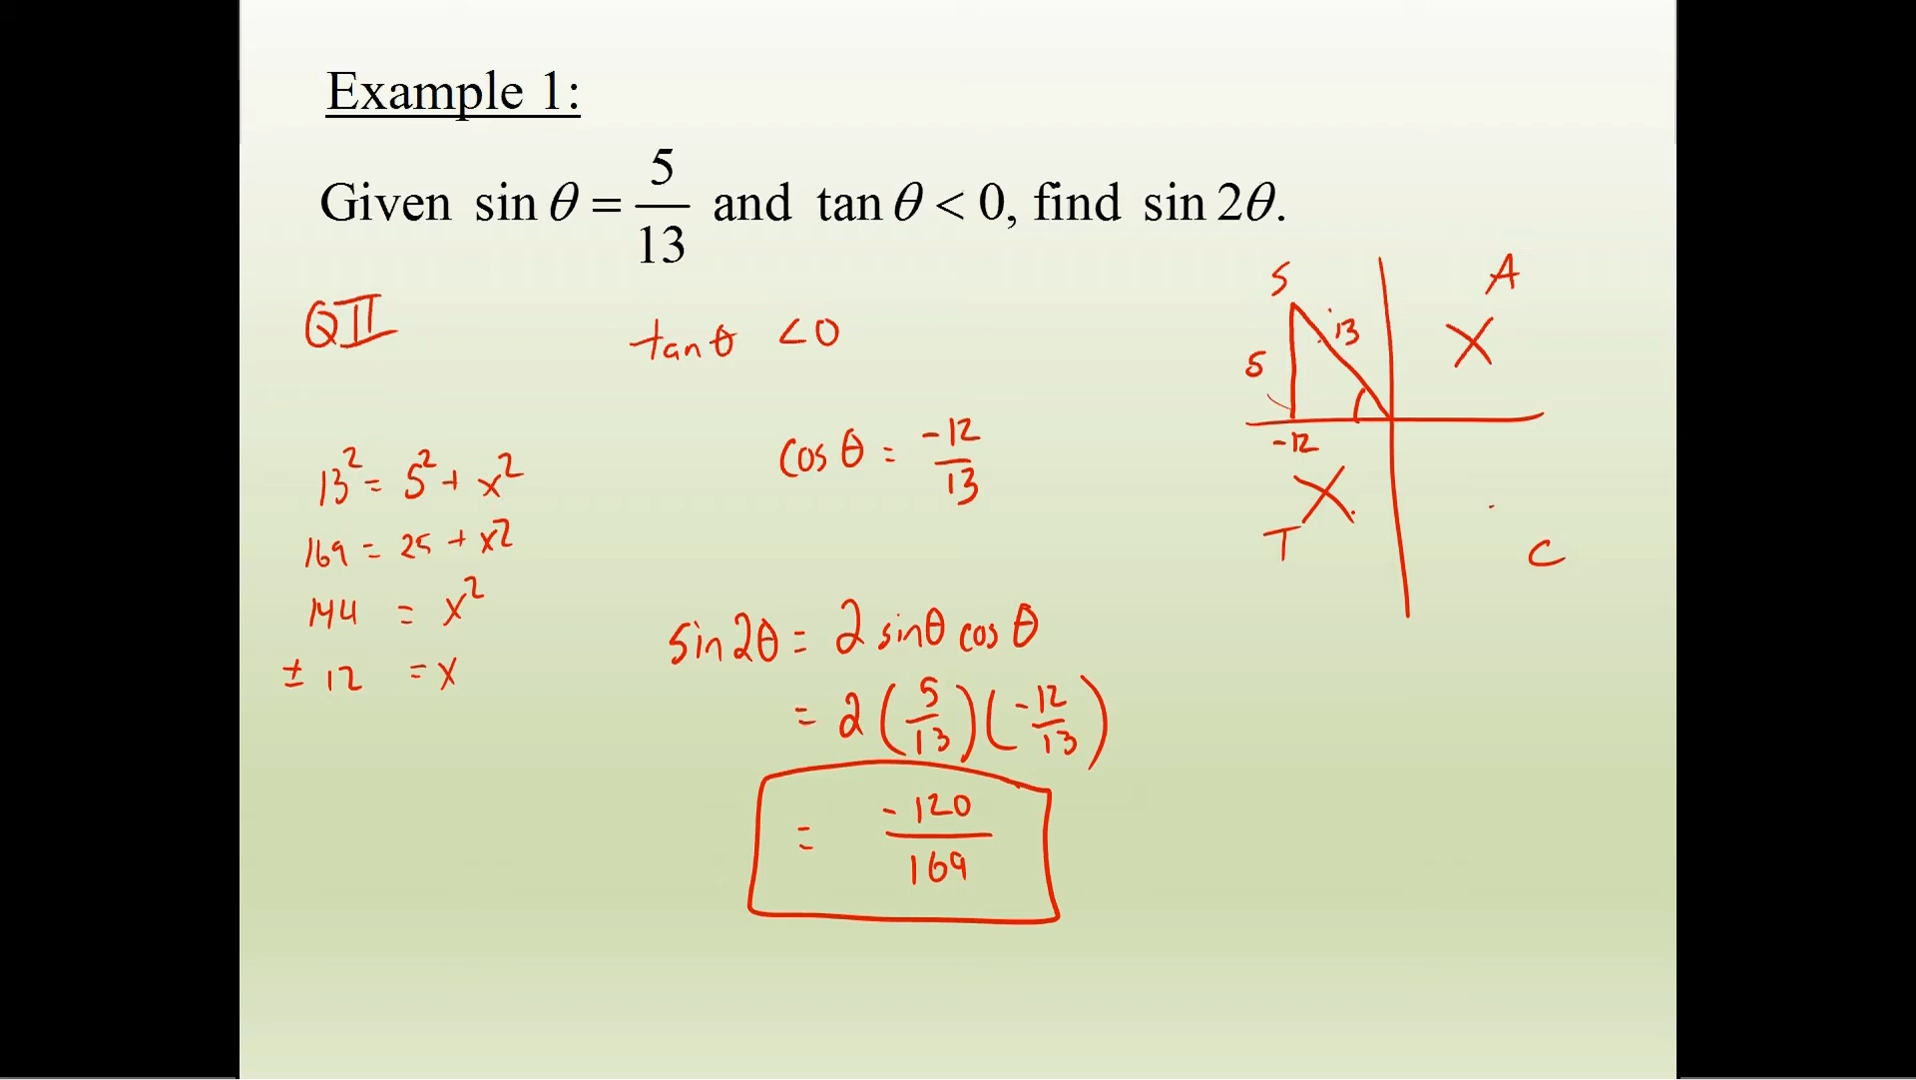 Example 1:
Given sin θ = 5/13 and tan θ < 0, find sin 2θ.
QII
tan θ < 0
S
A
13
X
5
-12
cos θ = -12/13
13² = 5² + x²
X
169 = 25 + x²
T
C
144 = x²
sin 2θ = 2 sin θ cos θ
± 12 = x
= 2 (5/13)(-12/13)
= -120/169